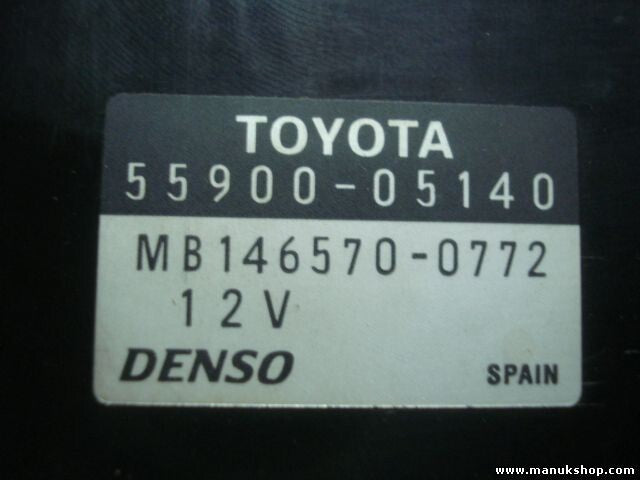 TOYOTA
55900-05140
MB146570-0772
12V
DENSO SPAIN
www.manukshop.com